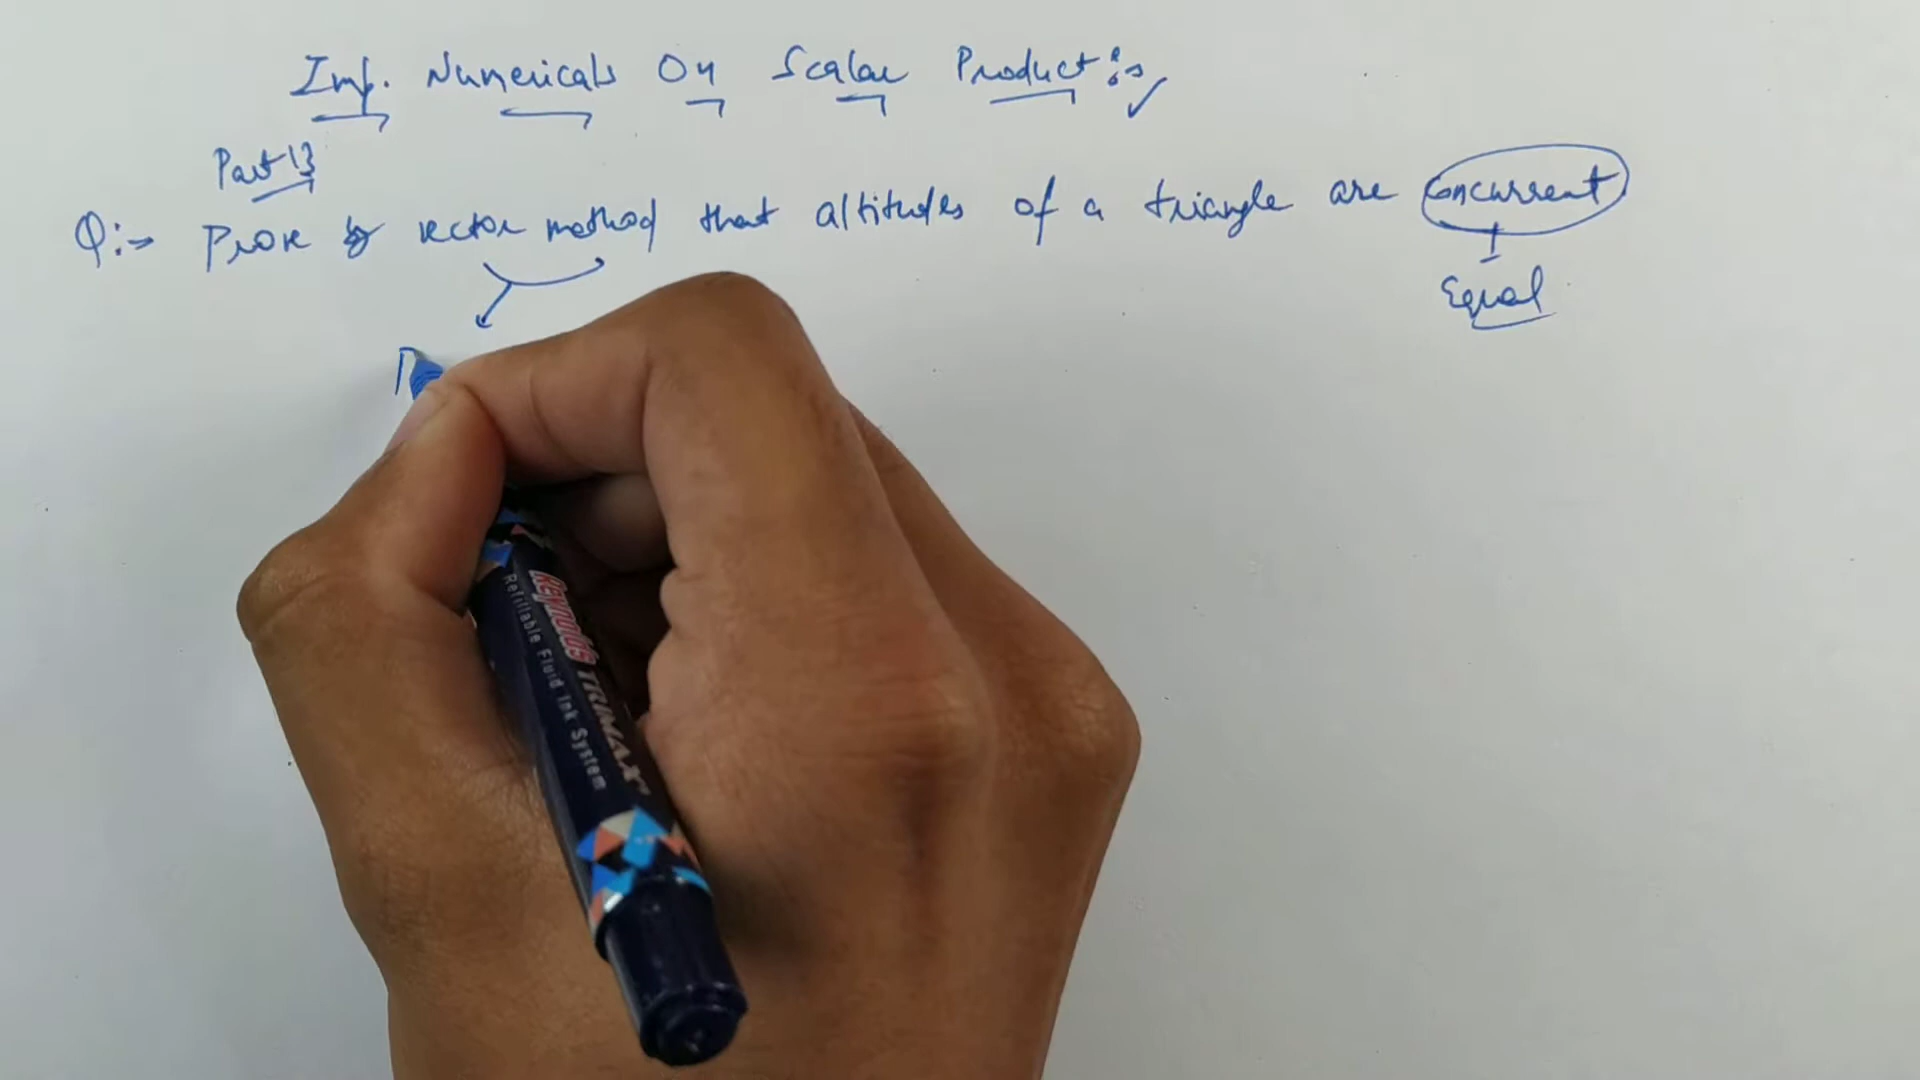 Imp. Numericals On Scalar Product :⟶
Part 13
Q:→ Prove by vector method that altitudes of a triangle are concurrent
Equal
Reynolds TRIMAX
Refillable Fluid Ink System